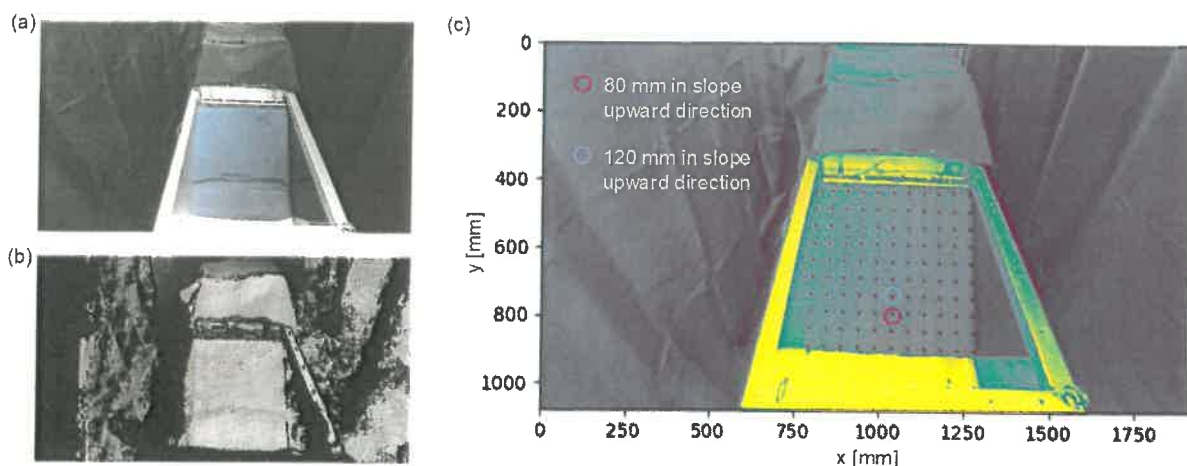 (a)
(b)
(c)
0
200
400
600
800
1000
y [mm]
80 mm in slope
upward direction
120 mm in slope
upward direction
0
250
500
750
1000
1250
1500
1750
x [mm]